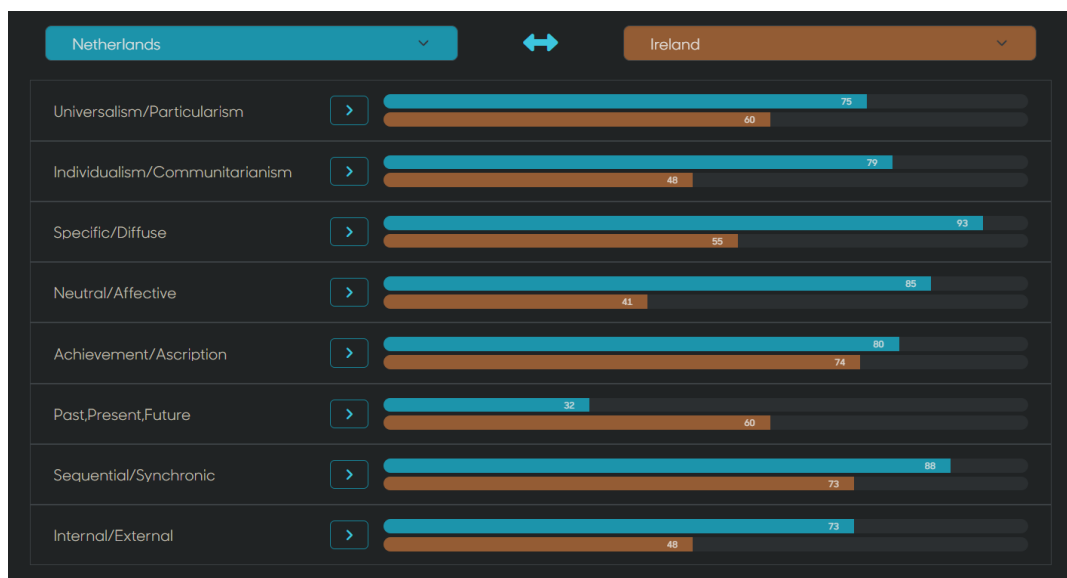 Netherlands
Ireland
Universalism/Particularism
75
60
Individualism/Communitarianism
79
48
Specific/Diffuse
93
55
Neutral/Affective
85
41
Achievement/Ascription
80
74
Past,Present,Future
32
60
Sequential/Synchronic
88
73
Internal/External
73
48